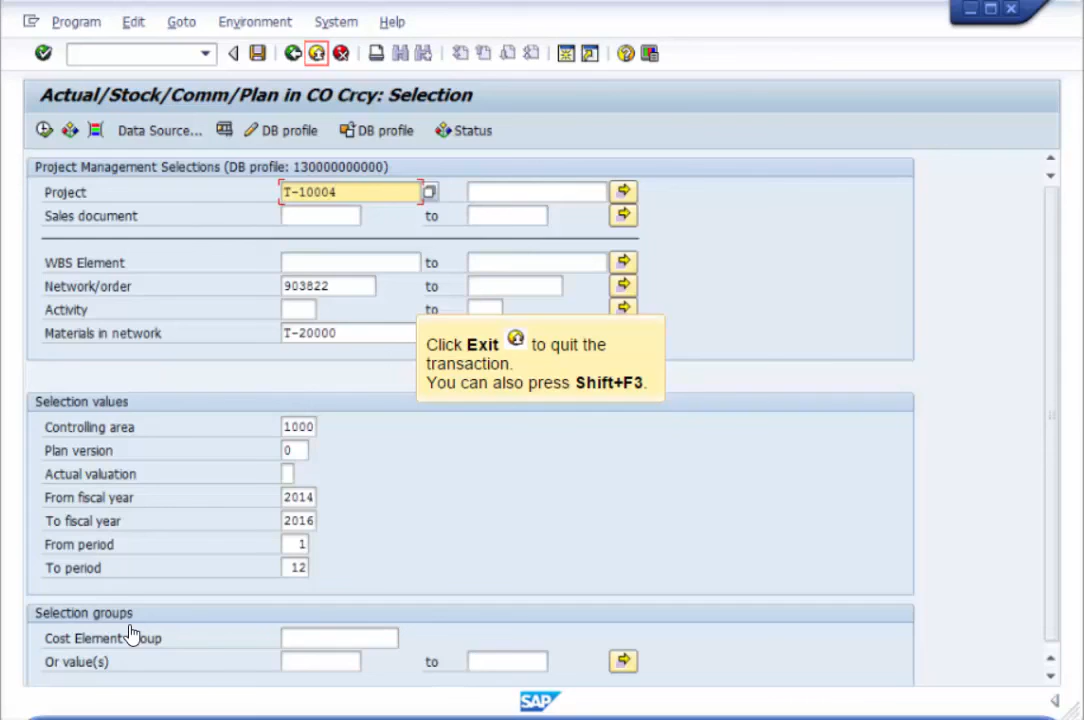 Program Edit Goto Environment System Help
Actual/Stock/Comm/Plan in CO Crcy: Selection
Data Source... DB profile DB profile Status
Project Management Selections (DB profile: 130000000000)
Project T-10004
Sales document to
WBS Element to
Network/order 903822 to
Activity to
Materials in network T-20000
Click Exit to quit the
transaction.
You can also press Shift+F3.
Selection values
Controlling area 1000
Plan version 0
Actual valuation
From fiscal year 2014
To fiscal year 2016
From period 1
To period 12
Selection groups
Cost Element oup
Or value(s) to
SAP